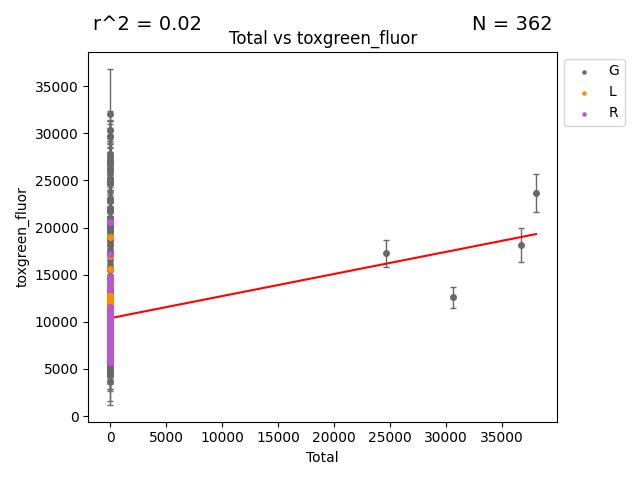 r^2 = 0.02
N = 362
Total vs toxgreen_fluor
35000
30000
25000
20000
15000
10000
5000
0
toxgreen_fluor
0 5000 10000 15000 20000 25000 30000 35000
Total
G
L
R